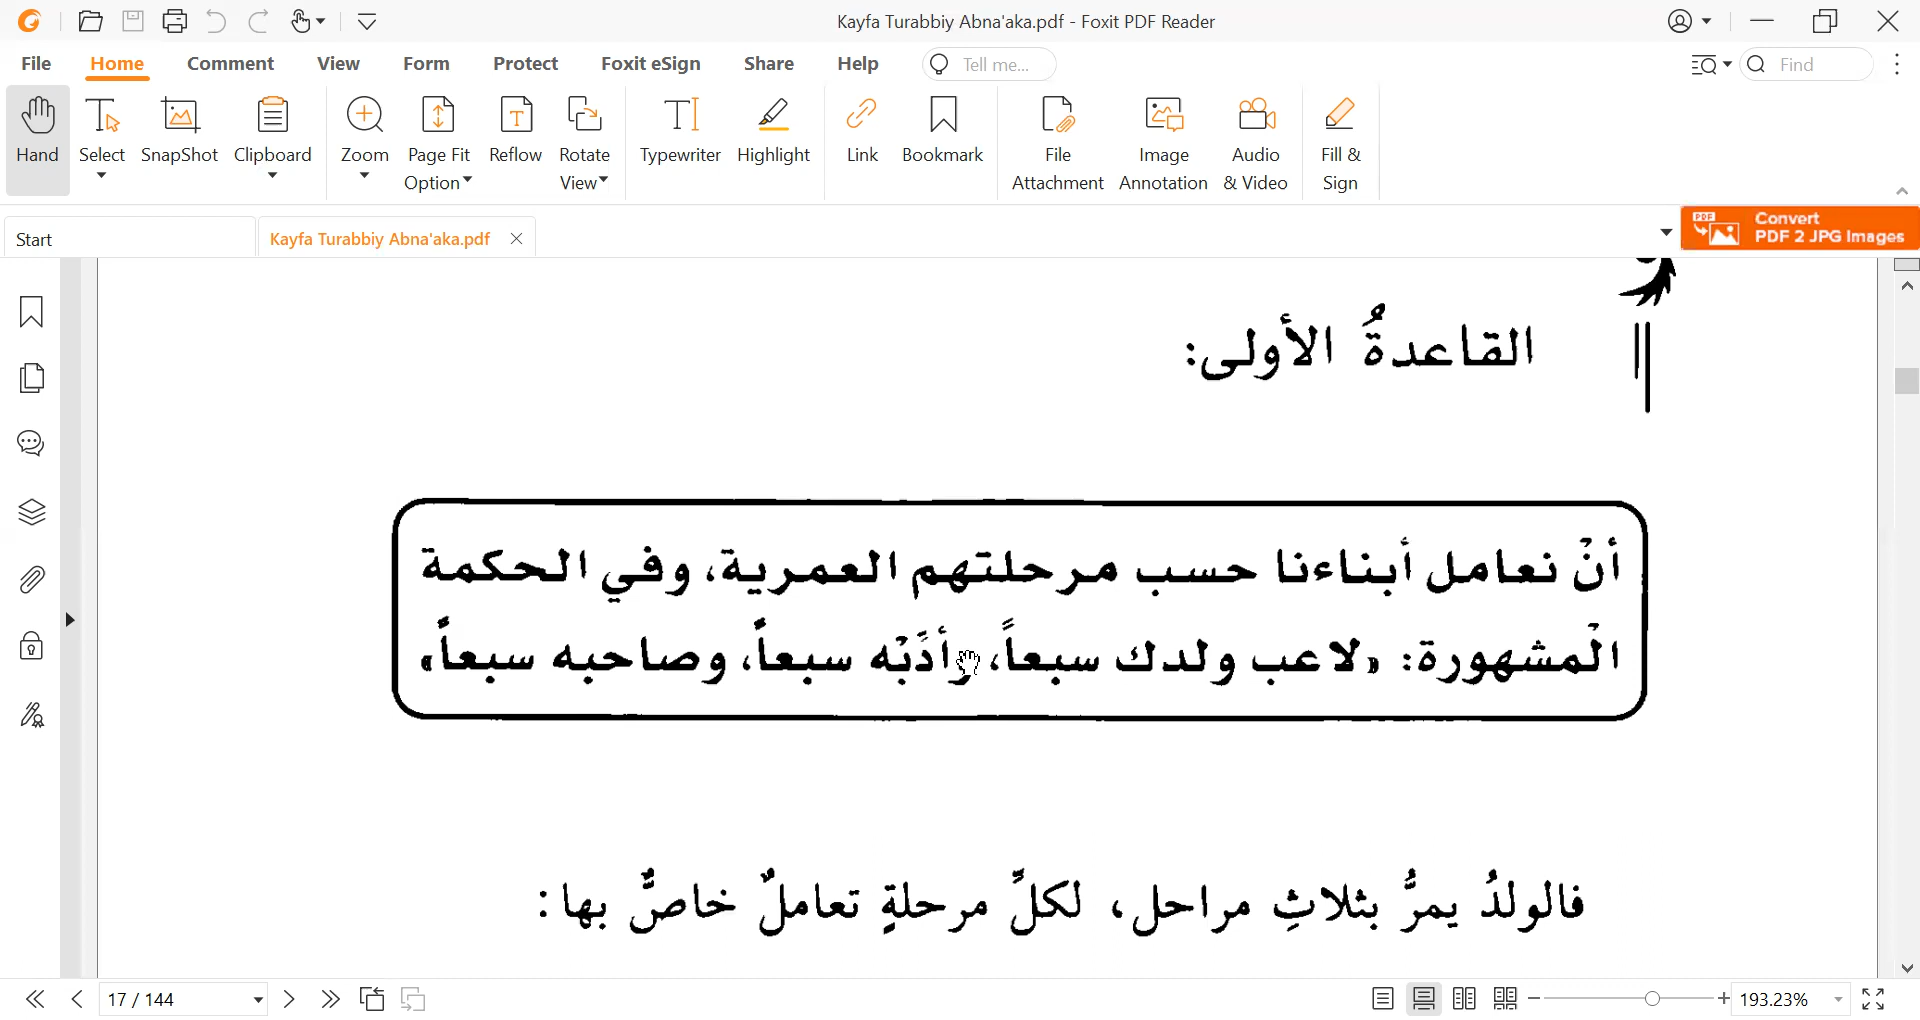 Kayfa Turabbiy Abna'aka.pdf - Foxit PDF Reader
File Home Comment View Form Protect Foxit eSign Share Help Tell me... Find
Hand Select SnapShot Clipboard Zoom Page Fit Option Reflow Rotate View Typewriter Highlight Link Bookmark File Attachment Image Annotation Audio & Video Fill & Sign
Start Kayfa Turabbiy Abna'aka.pdf
PDF Convert
PDF 2 JPG Images
القاعدةُ الأولى:
أنْ نعامل أبناءنا حسب مرحلتهم العمرية، وفي الحكمة
الْمشهورة: «لاعب ولدك سبعاً، وأدِّبْه سبعاً، وصاحبه سبعاً»
فالولدُ يمرُّ بثلاثِ مراحل، لكلِّ مرحلةٍ تعاملٌ خاصٌّ بها:
17 / 144
193.23%